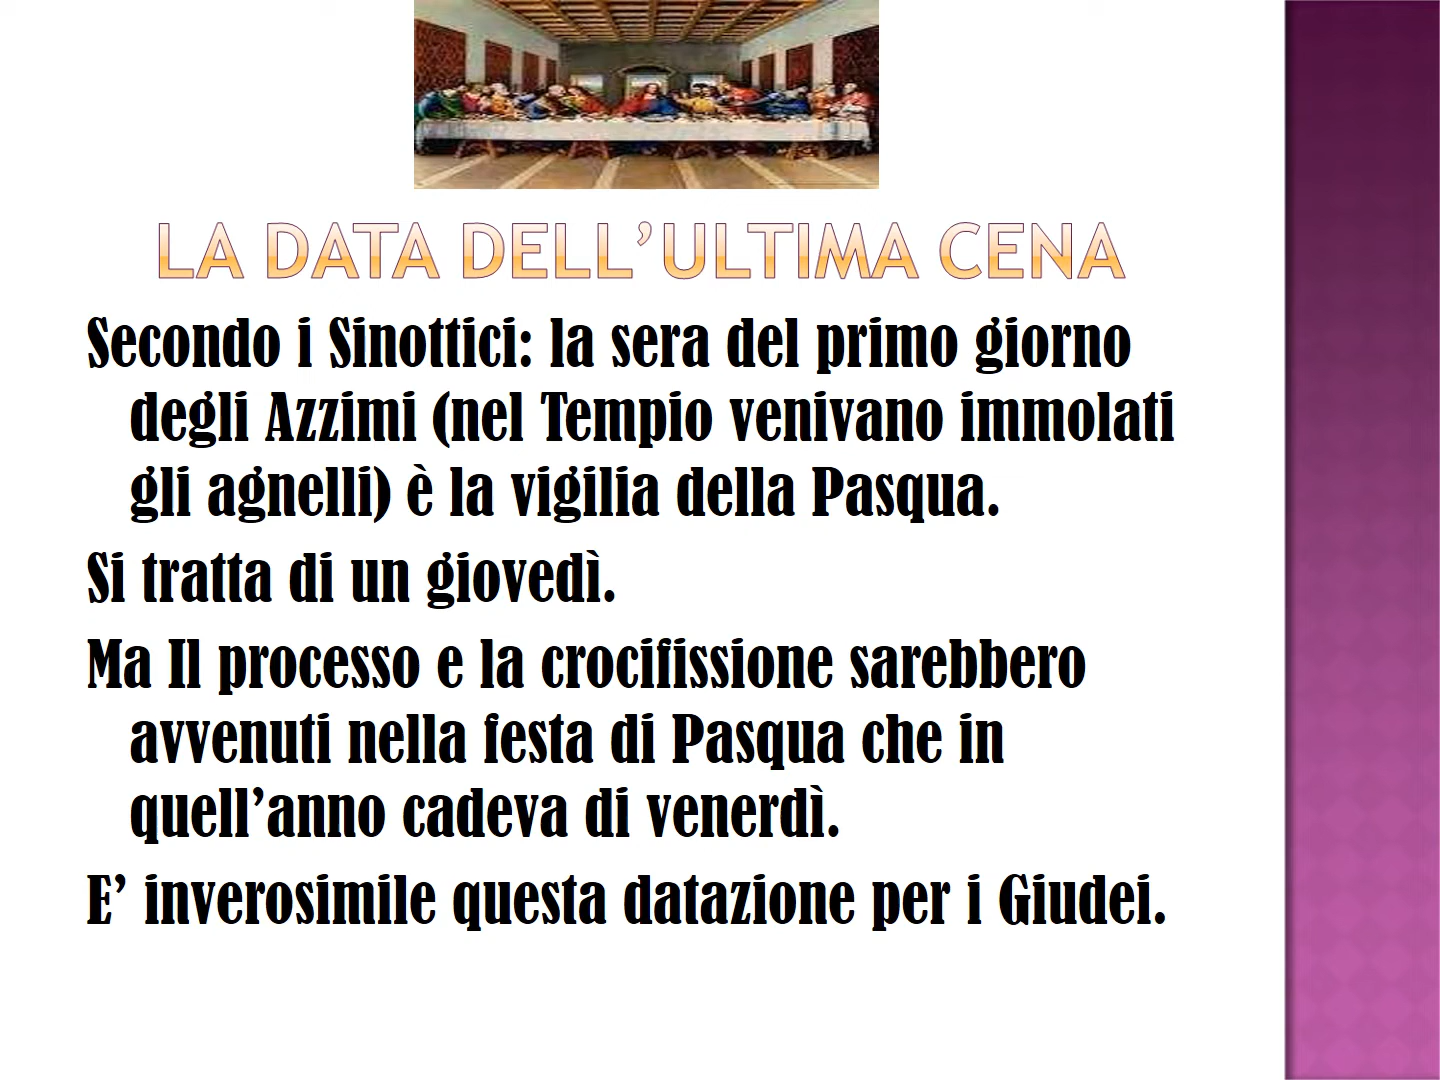 LA DATA DELL’ULTIMA CENA
Secondo i Sinottici: la sera del primo giorno
degli Azzimi (nel Tempio venivano immolati
gli agnelli) è la vigilia della Pasqua.
Si tratta di un giovedì.
Ma Il processo e la crocifissione sarebbero
avvenuti nella festa di Pasqua che in
quell’anno cadeva di venerdì.
E’ inverosimile questa datazione per i Giudei.